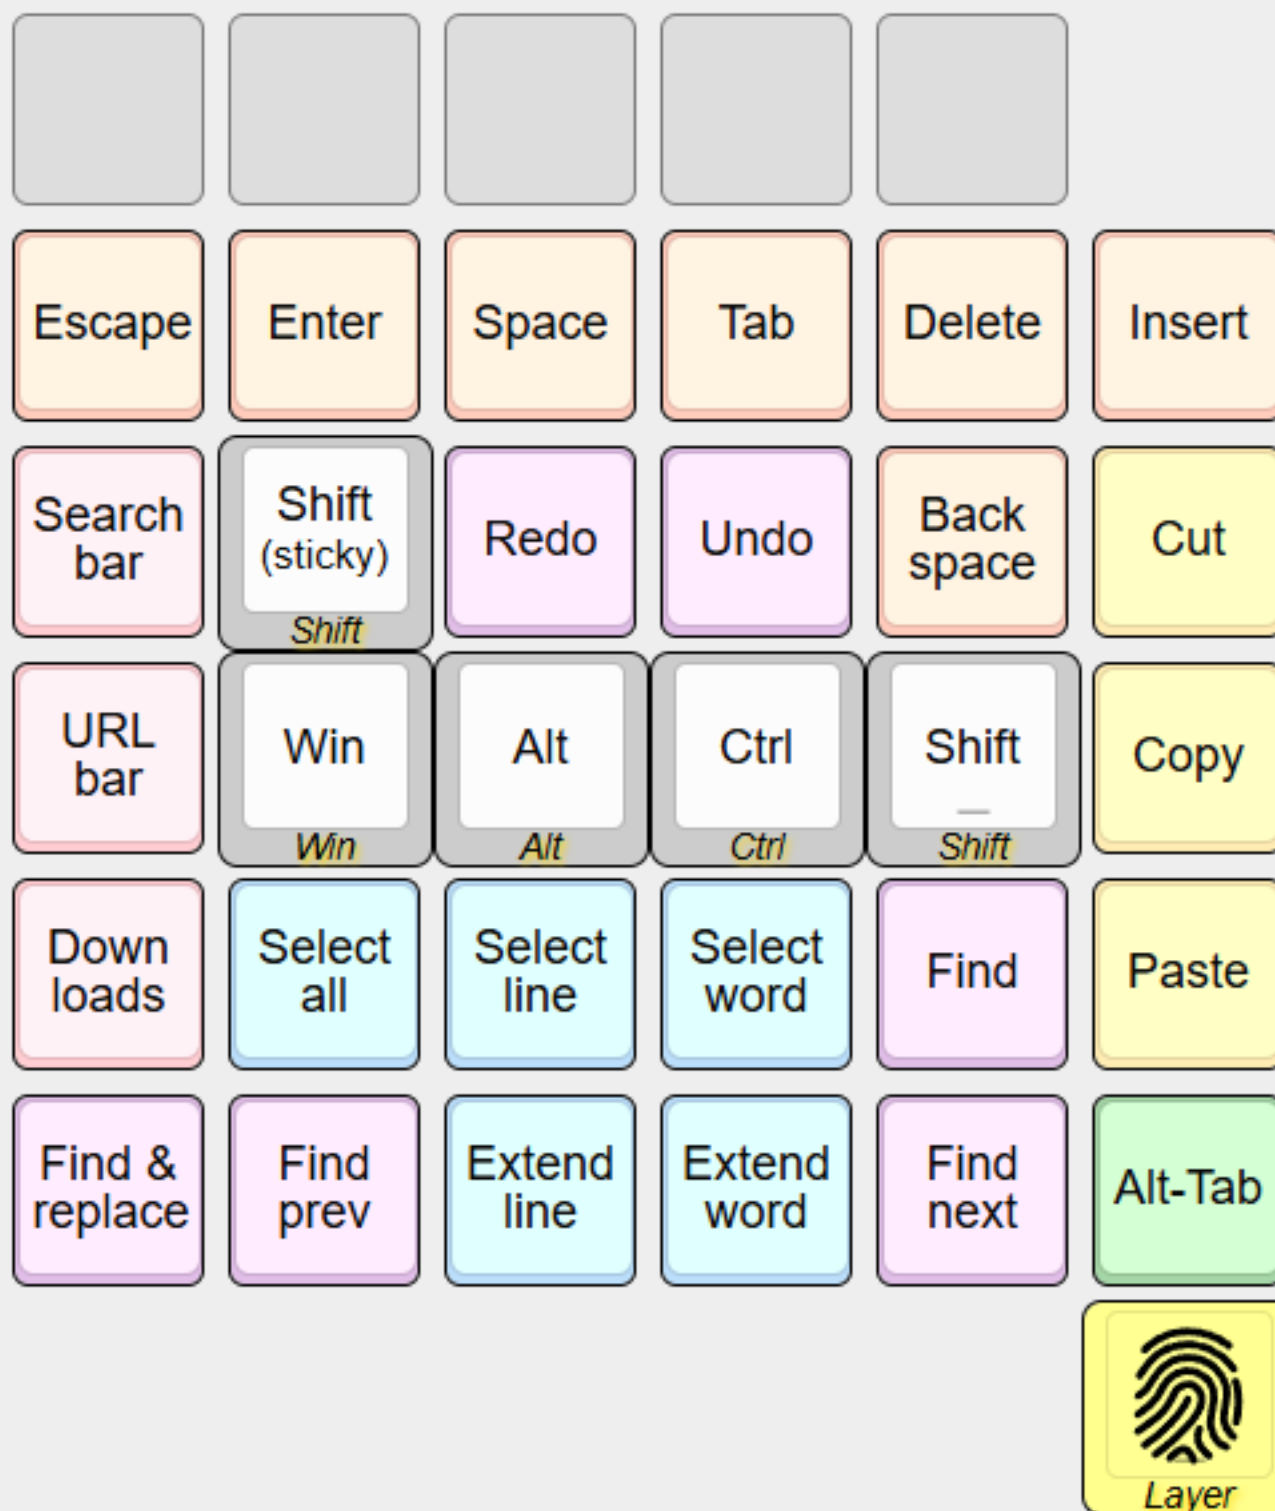 Escape Enter Space Tab Delete Insert
Search
bar
Shift
(sticky)
Shift
Redo
Undo
Back
space
Cut
URL
bar
Win
Win
Alt
Alt
Ctrl
Ctrl
Shift
Shift
Copy
Down
loads
Select
all
Select
line
Select
word
Find
Paste
Find &
replace
Find
prev
Extend
line
Extend
word
Find
next
Alt-Tab
Layer